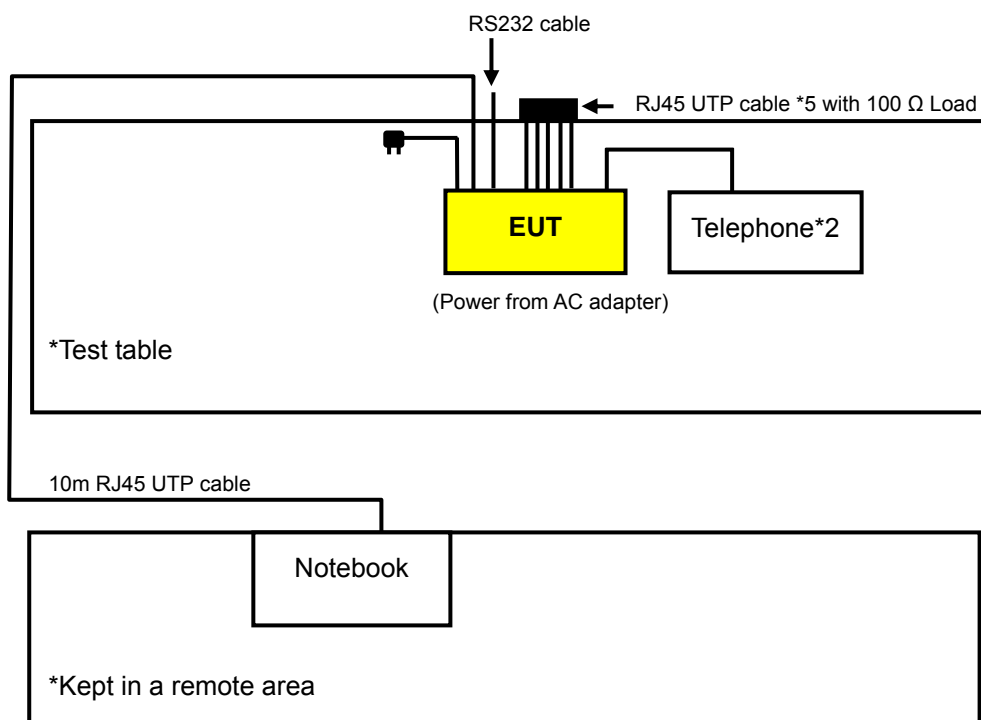 RS232 cable
RJ45 UTP cable *5 with 100 Ω Load
EUT
Telephone*2
(Power from AC adapter)
*Test table
10m RJ45 UTP cable
Notebook
*Kept in a remote area